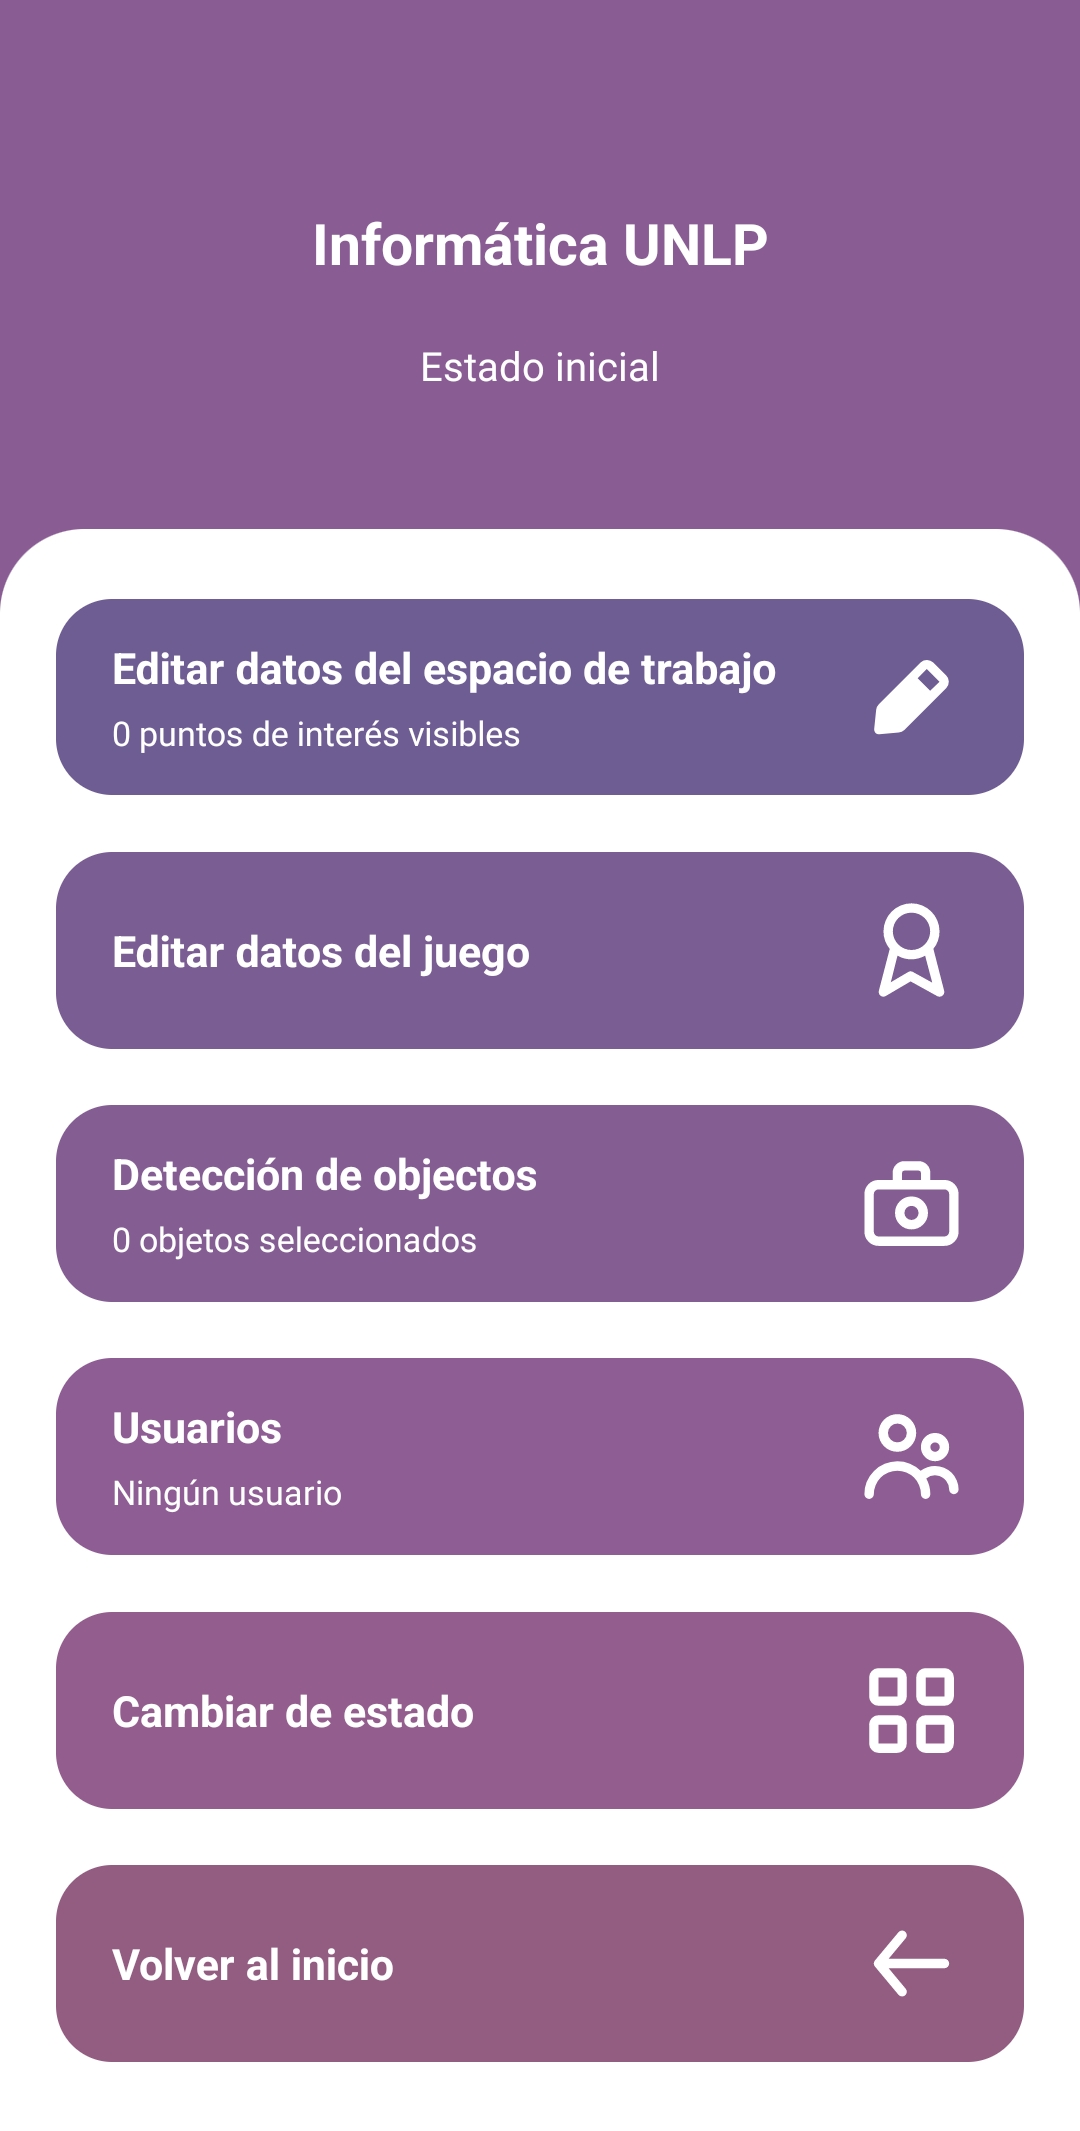 Informática UNLP
Estado inicial
Editar datos del espacio de trabajo
0 puntos de interés visibles
Editar datos del juego
Detección de objectos
0 objetos seleccionados
Usuarios
Ningún usuario
Cambiar de estado
Volver al inicio